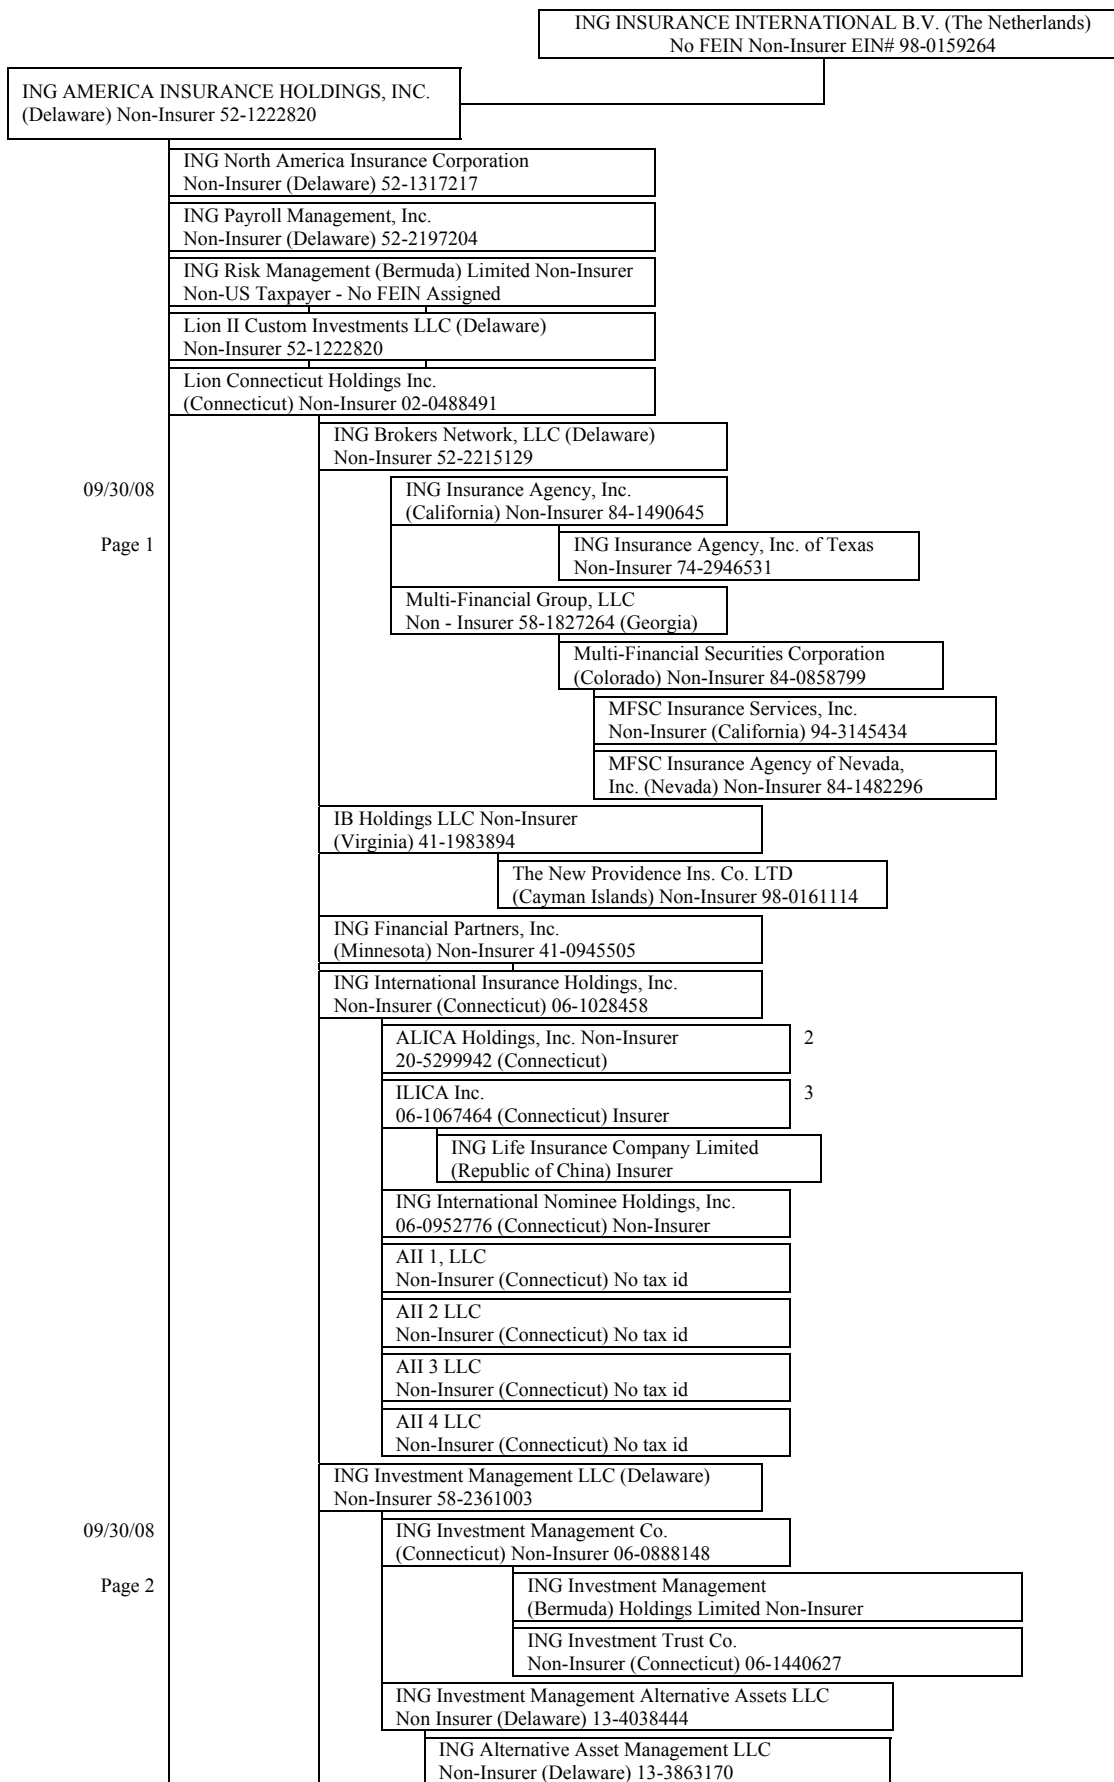 ING INSURANCE INTERNATIONAL B.V. (The Netherlands)
No FEIN Non-Insurer EIN# 98-0159264
ING AMERICA INSURANCE HOLDINGS, INC.
(Delaware) Non-Insurer 52-1222820
ING North America Insurance Corporation
Non-Insurer (Delaware) 52-1317217
ING Payroll Management, Inc.
Non-Insurer (Delaware) 52-2197204
ING Risk Management (Bermuda) Limited Non-Insurer
Non-US Taxpayer - No FEIN Assigned
Lion II Custom Investments LLC (Delaware)
Non-Insurer 52-1222820
Lion Connecticut Holdings Inc.
(Connecticut) Non-Insurer 02-0488491
ING Brokers Network, LLC (Delaware)
Non-Insurer 52-2215129
09/30/08
ING Insurance Agency, Inc.
(California) Non-Insurer 84-1490645
Page 1
ING Insurance Agency, Inc. of Texas
Non-Insurer 74-2946531
Multi-Financial Group, LLC
Non - Insurer 58-1827264 (Georgia)
Multi-Financial Securities Corporation
(Colorado) Non-Insurer 84-0858799
MFSC Insurance Services, Inc.
Non-Insurer (California) 94-3145434
MFSC Insurance Agency of Nevada,
Inc. (Nevada) Non-Insurer 84-1482296
IB Holdings LLC Non-Insurer
(Virginia) 41-1983894
The New Providence Ins. Co. LTD
(Cayman Islands) Non-Insurer 98-0161114
ING Financial Partners, Inc.
(Minnesota) Non-Insurer 41-0945505
ING International Insurance Holdings, Inc.
Non-Insurer (Connecticut) 06-1028458
ALICA Holdings, Inc. Non-Insurer 2
20-5299942 (Connecticut)
ILICA Inc. 3
06-1067464 (Connecticut) Insurer
ING Life Insurance Company Limited
(Republic of China) Insurer
ING International Nominee Holdings, Inc.
06-0952776 (Connecticut) Non-Insurer
AII 1, LLC
Non-Insurer (Connecticut) No tax id
AII 2 LLC
Non-Insurer (Connecticut) No tax id
AII 3 LLC
Non-Insurer (Connecticut) No tax id
AII 4 LLC
Non-Insurer (Connecticut) No tax id
ING Investment Management LLC (Delaware)
Non-Insurer 58-2361003
09/30/08
ING Investment Management Co.
(Connecticut) Non-Insurer 06-0888148
Page 2
ING Investment Management
(Bermuda) Holdings Limited Non-Insurer
ING Investment Trust Co.
Non-Insurer (Connecticut) 06-1440627
ING Investment Management Alternative Assets LLC
Non Insurer (Delaware) 13-4038444
ING Alternative Asset Management LLC
Non-Insurer (Delaware) 13-3863170